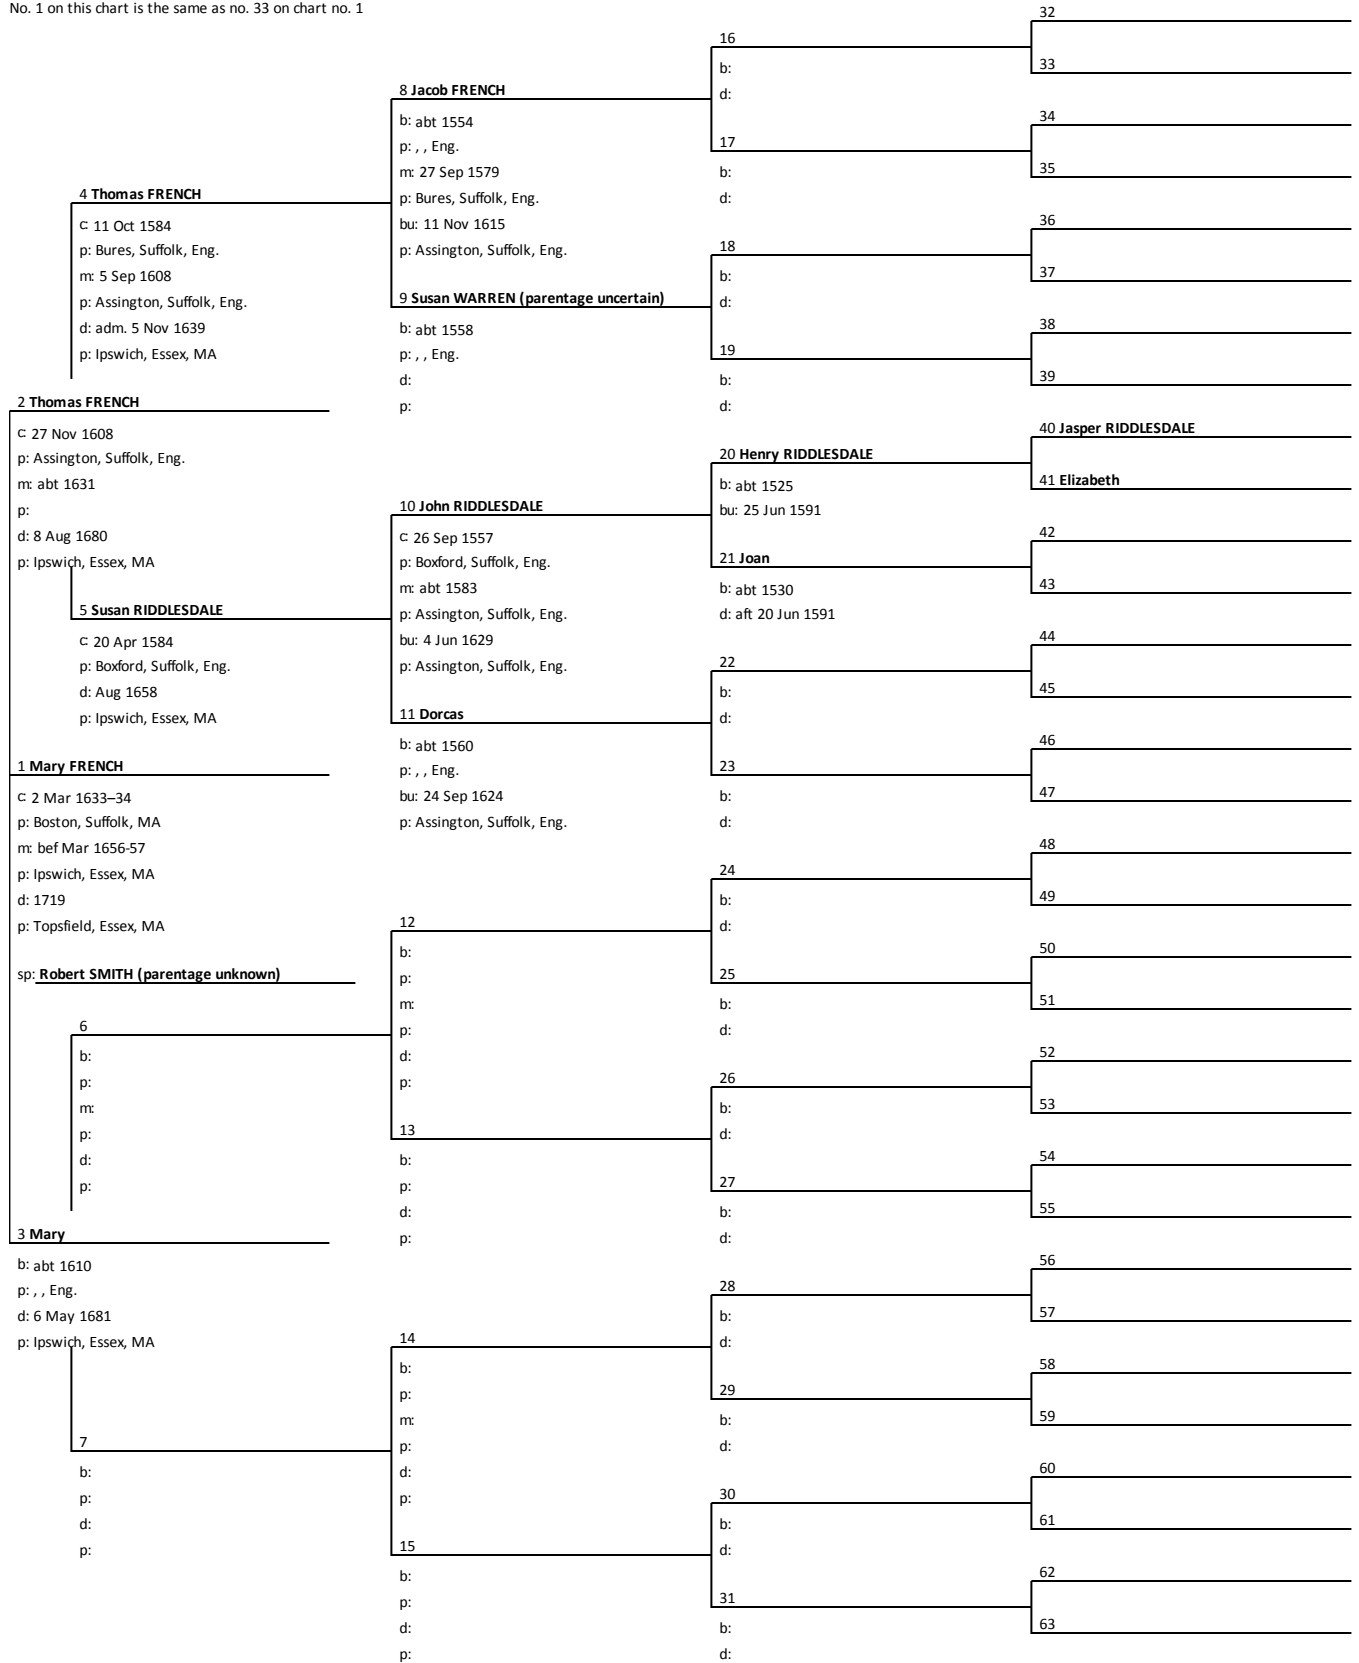 No. 1 on this chart is the same as no. 33 on chart no. 1
4 Thomas FRENCH
c: 11 Oct 1584
p: Bures, Suffolk, Eng.
m: 5 Sep 1608
p: Assington, Suffolk, Eng.
d: adm. 5 Nov 1639
p: Ipswich, Essex, MA
2 Thomas FRENCH
c: 27 Nov 1608
p: Assington, Suffolk, Eng.
m: abt 1631
p:
d: 8 Aug 1680
p: Ipswich, Essex, MA
5 Susan RIDDLESDALE
c: 20 Apr 1584
p: Boxford, Suffolk, Eng.
d: Aug 1658
p: Ipswich, Essex, MA
1 Mary FRENCH
c: 2 Mar 1633–34
p: Boston, Suffolk, MA
m: bef Mar 1656-57
p: Ipswich, Essex, MA
d: 1719
p: Topsfield, Essex, MA
sp: Robert SMITH (parentage unknown)
6
b:
p:
m:
p:
d:
p:
3 Mary
b: abt 1610
p: , , Eng.
d: 6 May 1681
p: Ipswich, Essex, MA
7
b:
p:
d:
p:
8 Jacob FRENCH
b: abt 1554
p: , , Eng.
m: 27 Sep 1579
p: Bures, Suffolk, Eng.
bu: 11 Nov 1615
p: Assington, Suffolk, Eng.
9 Susan WARREN (parentage uncertain)
b: abt 1558
p: , , Eng.
d:
p:
10 John RIDDLESDALE
c: 26 Sep 1557
p: Boxford, Suffolk, Eng.
m: abt 1583
p: Assington, Suffolk, Eng.
bu: 4 Jun 1629
p: Assington, Suffolk, Eng.
11 Dorcas
b: abt 1560
p: , , Eng.
bu: 24 Sep 1624
p: Assington, Suffolk, Eng.
12
b:
p:
m:
p:
d:
p:
13
b:
p:
d:
p:
14
b:
p:
m:
p:
d:
p:
15
b:
p:
d:
p:
16
b:
d:
17
b:
d:
18
b:
d:
19
b:
d:
20 Henry RIDDLESDALE
b: abt 1525
bu: 25 Jun 1591
21 Joan
b: abt 1530
d: aft 20 Jun 1591
22
b:
d:
23
b:
d:
24
b:
d:
25
b:
d:
26
b:
d:
27
b:
d:
28
b:
d:
29
b:
d:
30
b:
d:
31
b:
d:
32
33
34
35
36
37
38
39
40 Jasper RIDDLESDALE
41 Elizabeth
42
43
44
45
46
47
48
49
50
51
52
53
54
55
56
57
58
59
60
61
62
63